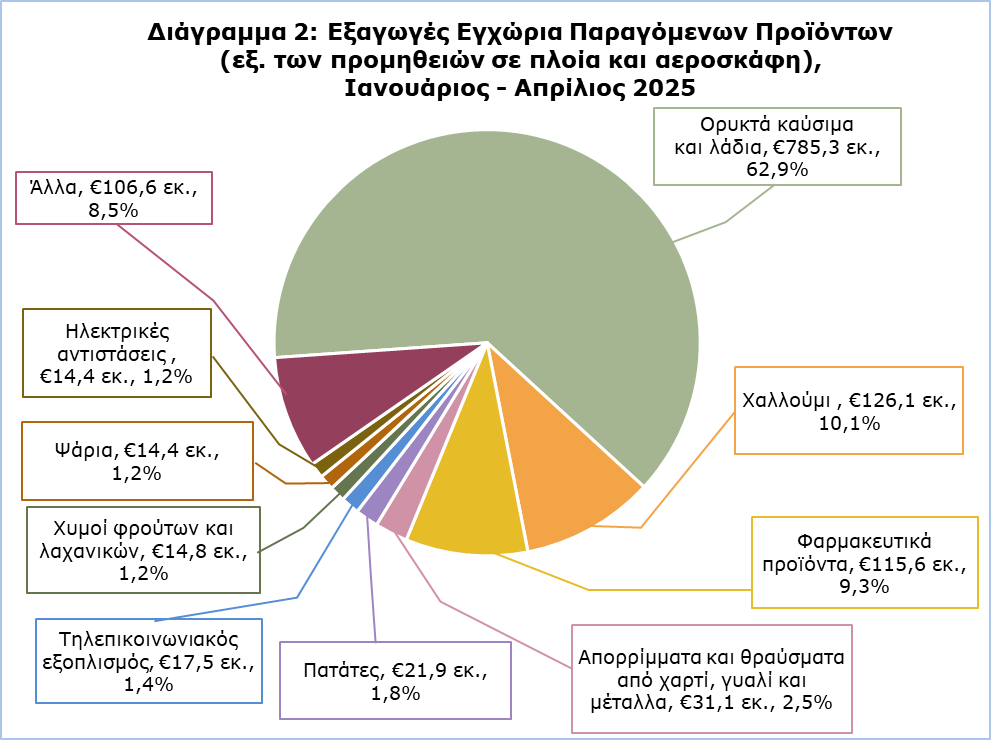 Διάγραμμα 2: Εξαγωγές Εγχώρια Παραγόμενων Προϊόντων
(εξ. των προμηθειών σε πλοία και αεροσκάφη),
Ιανουάριος - Απρίλιος 2025
Ορυκτά καύσιμα
και λάδια, €785,3 εκ.,
62,9%
Άλλα, €106,6 εκ.,
8,5%
Ηλεκτρικές
αντιστάσεις ,
€14,4 εκ., 1,2%
Χαλλούμι , €126,1 εκ.,
10,1%
Ψάρια, €14,4 εκ.,
1,2%
Χυμοί φρούτων και
λαχανικών, €14,8 εκ.,
1,2%
Φαρμακευτικά
προϊόντα, €115,6 εκ.,
9,3%
Τηλεπικοινωνιακός
εξοπλισμός, €17,5 εκ.,
1,4%
Πατάτες, €21,9 εκ.,
1,8%
Απορρίμματα και θραύσματα
από χαρτί, γυαλί και
μέταλλα, €31,1 εκ., 2,5%